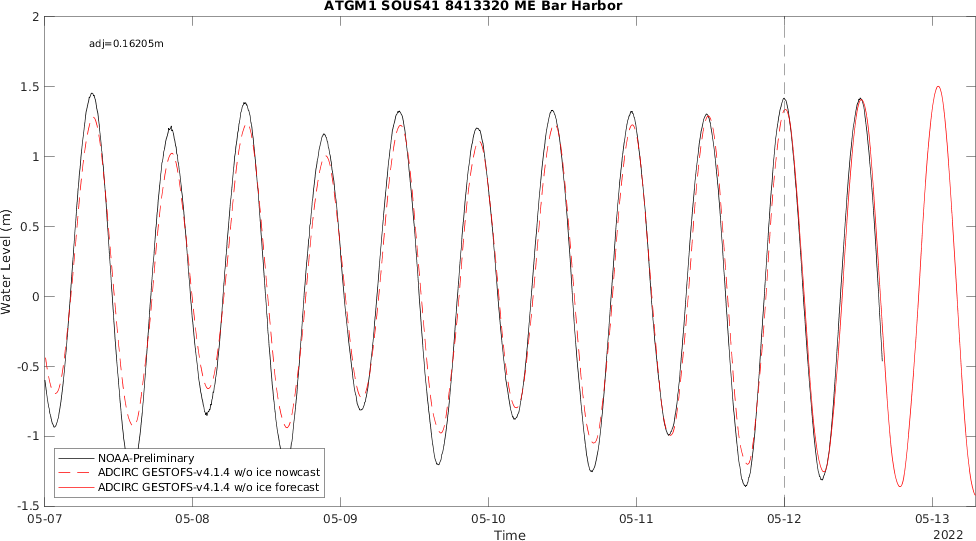 ATGM1 SOUS41 8413320 ME Bar Harbor
2
adj=0.16205m
1.5
1
0.5
Water Level (m)
0
-0.5
-1
NOAA-Preliminary
ADCIRC GESTOFS-v4.1.4 w/o ice nowcast
ADCIRC GESTOFS-v4.1.4 w/o ice forecast
-1.5
05-07 05-08 05-09 05-10 05-11 05-12 05-13
Time
2022